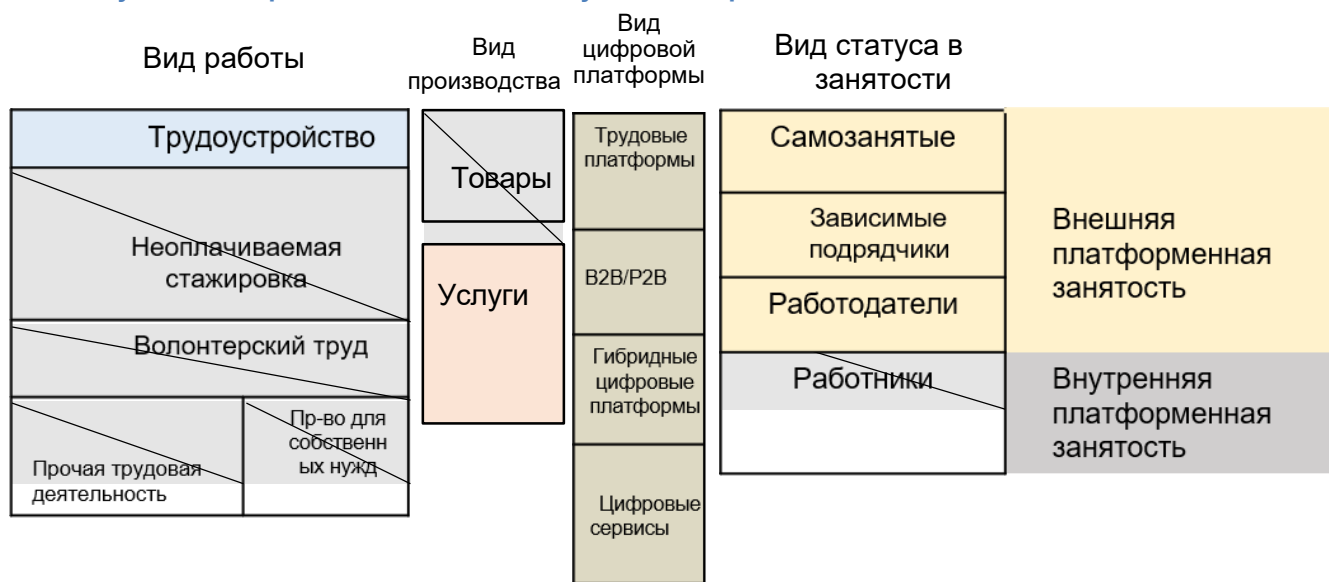 Вид работы
Вид
производства
Вид
цифровой
платформы
Вид статуса в
занятости
Трудоустройство
Неоплачиваемая
стажировка
Волонтерский труд
Прочая трудовая
деятельность
Пр-во для
собственн
ых нужд
Товары
Услуги
Трудовые
платформы
B2B/P2B
Гибридные
цифровые
платформы
Цифровые
сервисы
Самозанятые
Зависимые
подрядчики
Работодатели
Работники
Внешняя
платформенная
занятость
Внутренняя
платформенная
занятость